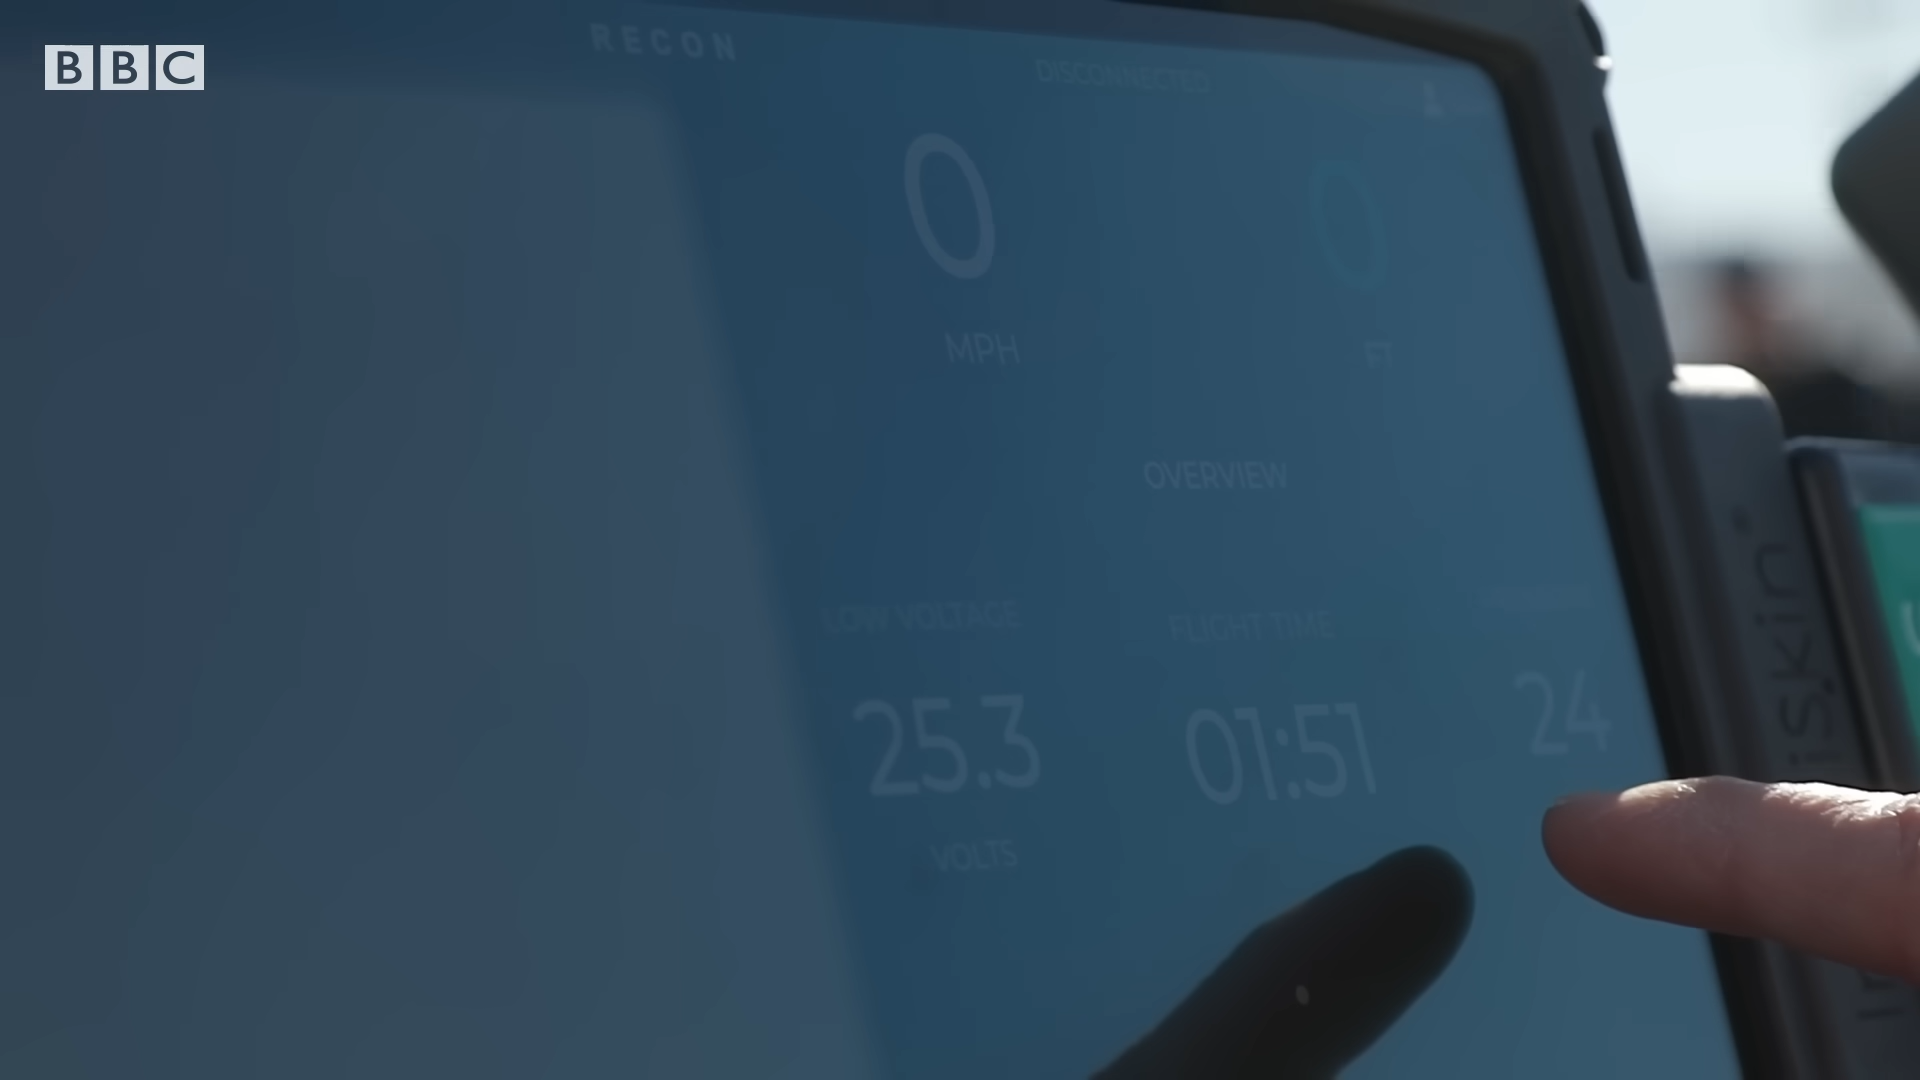 BBC
RECON
DISCONNECTED
0
0
MPH
FT
OVERVIEW
LOW VOLTAGE
FLIGHT TIME
25.3
01:51
24
VOLTS
iSkin